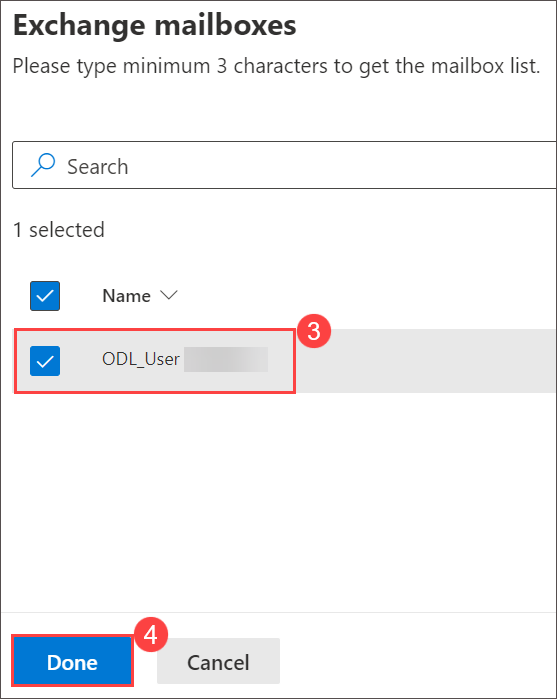 Exchange mailboxes
Please type minimum 3 characters to get the mailbox list.
Search
1 selected
Name
3
ODL_User
4
Done Cancel